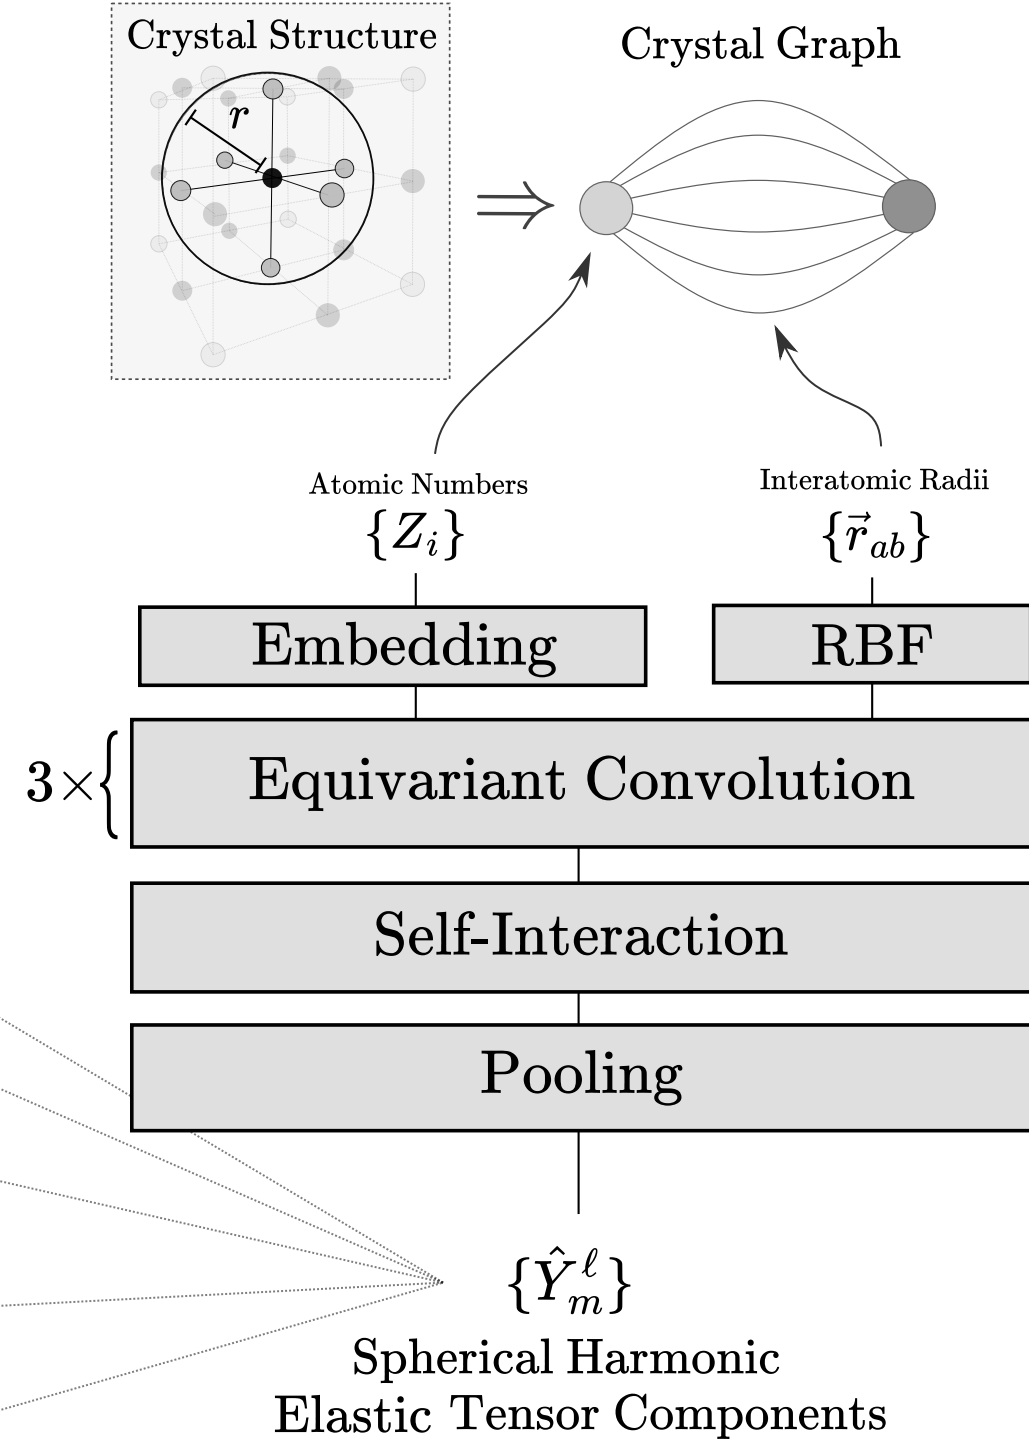 Crystal Structure
Crystal Graph
r
⇒
Atomic Numbers
{Z_i}
Interatomic Radii
{\vec{r}_{ab}}
Embedding
RBF
3×{
Equivariant Convolution
Self-Interaction
Pooling
{\hat{Y}_m^ℓ}
Spherical Harmonic
Elastic Tensor Components